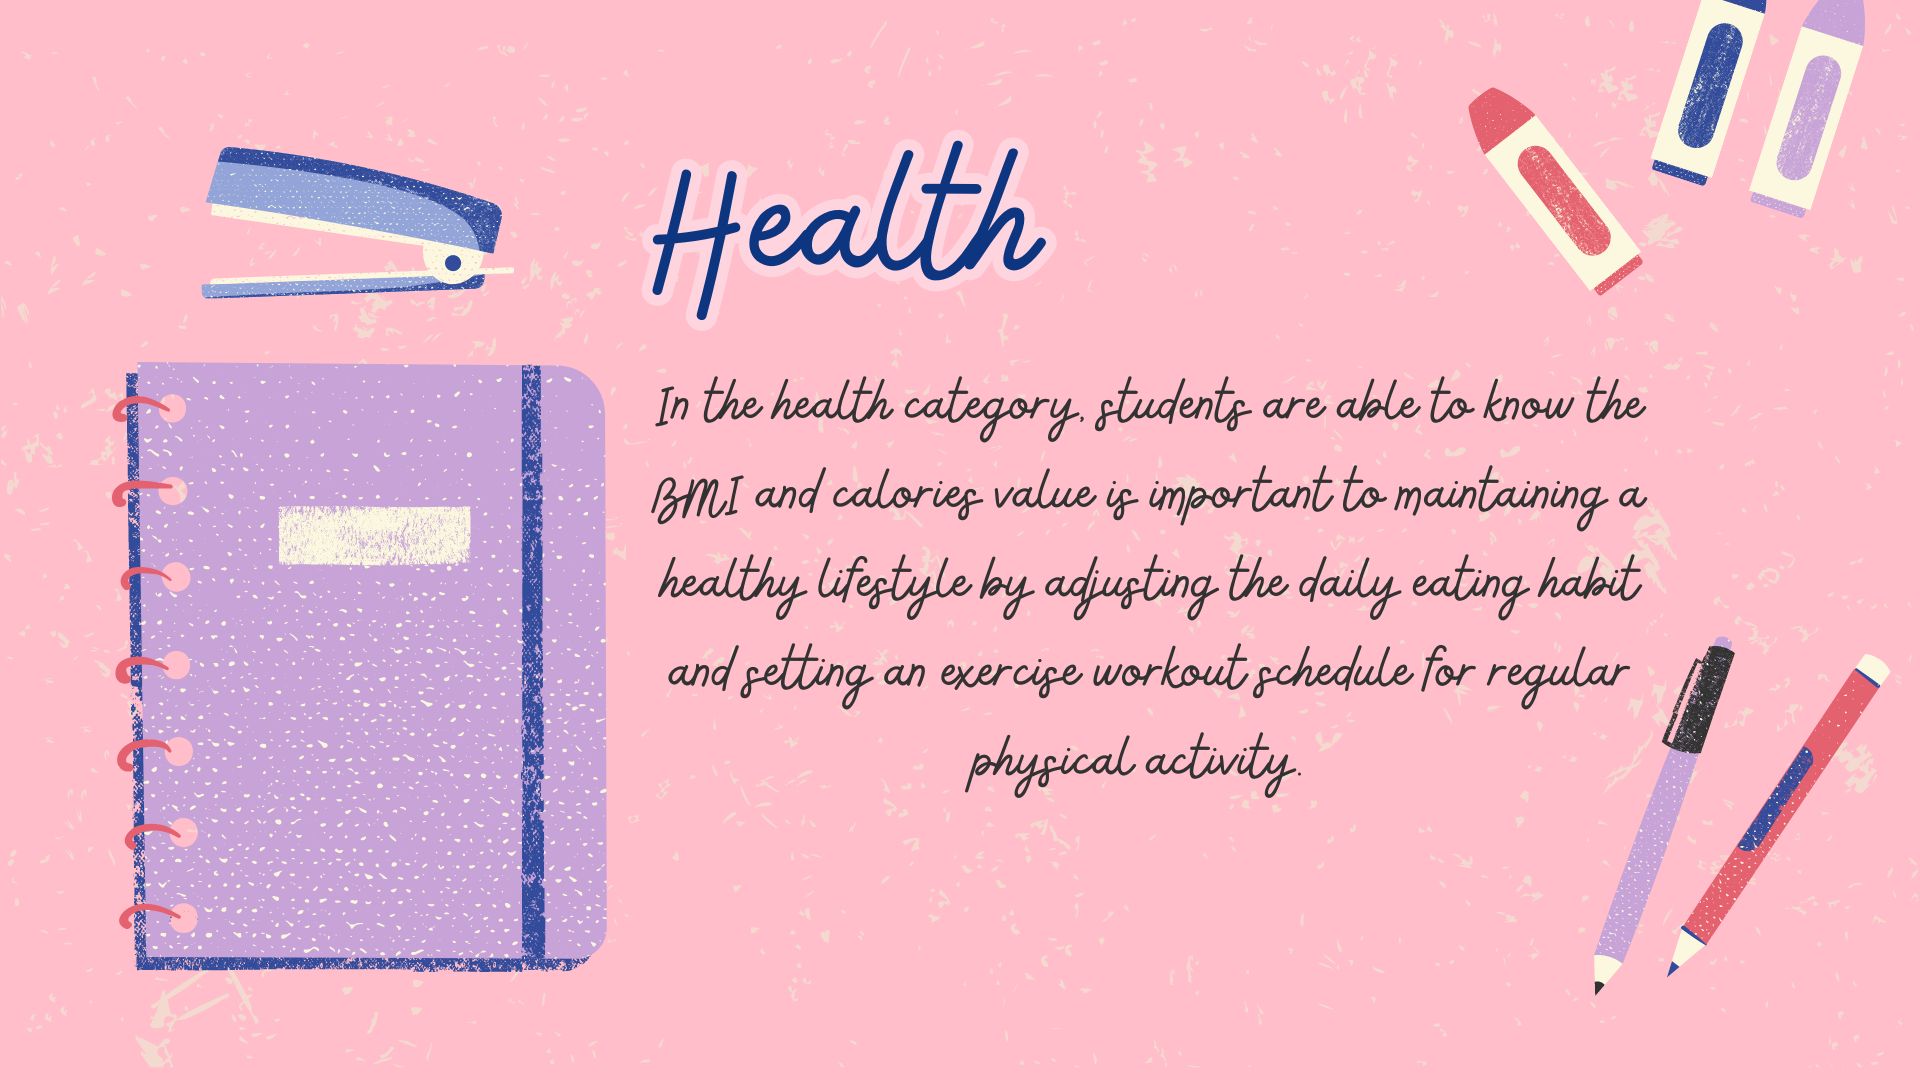 Health
In the health category, students are able to know the
BMI and calories value is important to maintaining a
healthy lifestyle by adjusting the daily eating habit
and setting an exercise workout schedule for regular
physical activity.